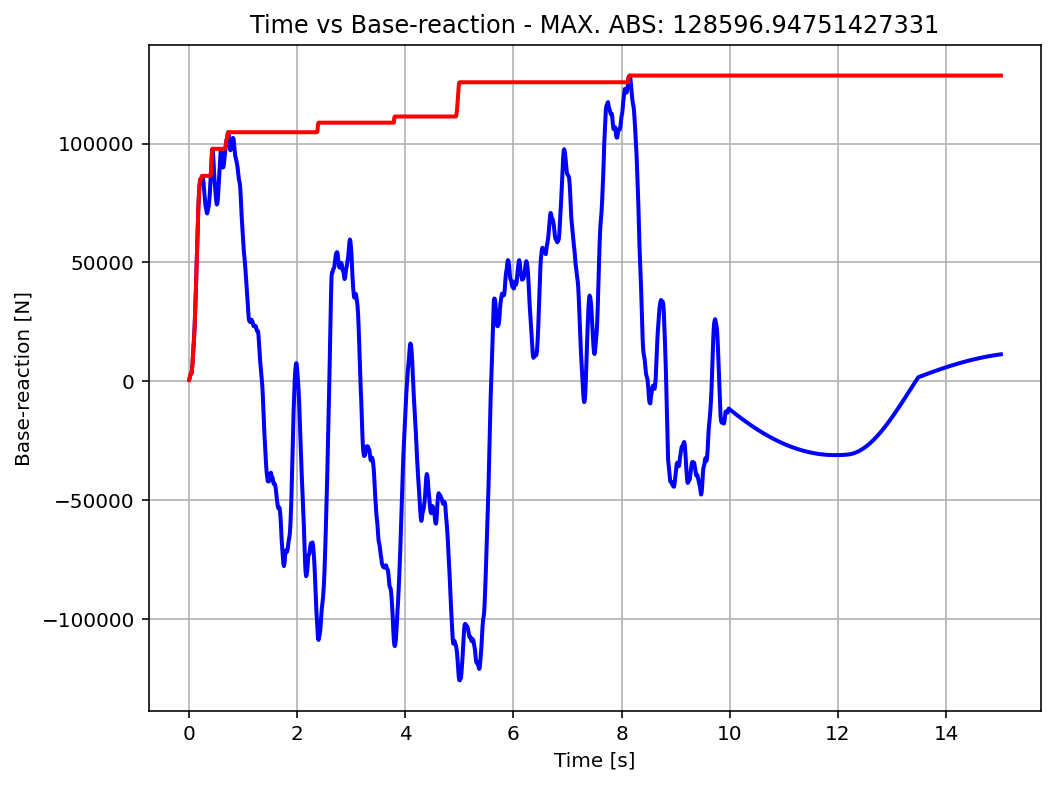 Time vs Base-reaction - MAX. ABS: 128596.94751427331
100000
50000
0
−50000
−100000
Base-reaction [N]
0 2 4 6 8 10 12 14
Time [s]